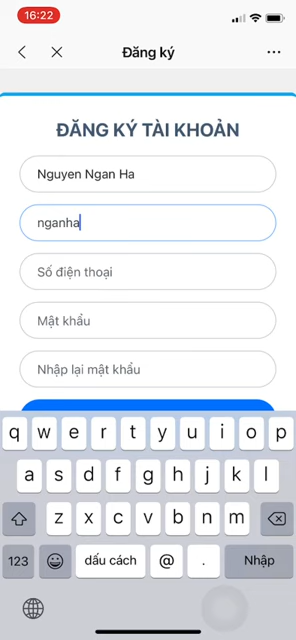 16:22
Đăng ký
ĐĂNG KÝ TÀI KHOẢN
Nguyen Ngan Ha
nganha
Số điện thoại
Mật khẩu
Nhập lại mật khẩu
q w e r t y u i o p
a s d f g h j k l
z x c v b n m
123 dấu cách @ . Nhập